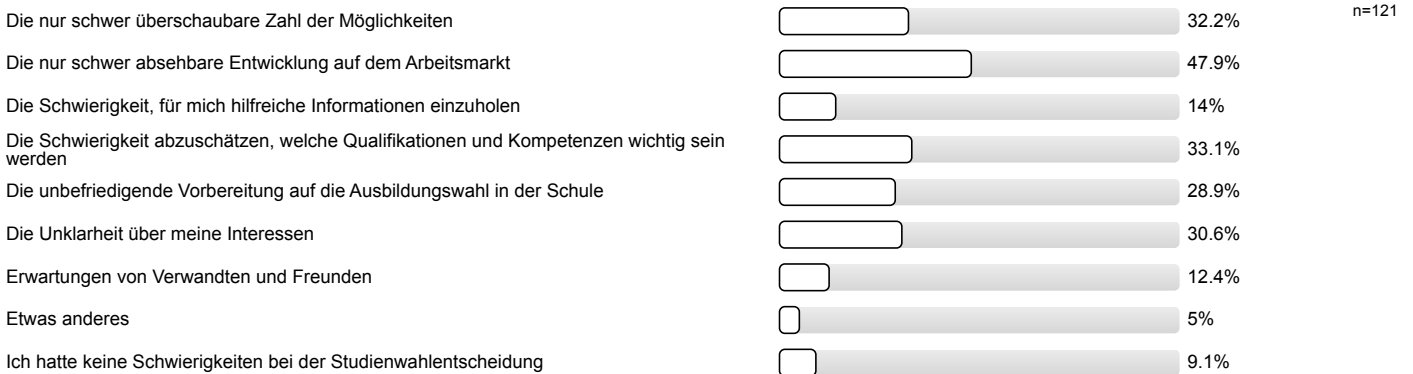 Die nur schwer überschaubare Zahl der Möglichkeiten 32.2% n=121
Die nur schwer absehbare Entwicklung auf dem Arbeitsmarkt 47.9%
Die Schwierigkeit, für mich hilfreiche Informationen einzuholen 14%
Die Schwierigkeit abzuschätzen, welche Qualifikationen und Kompetenzen wichtig sein
werden 33.1%
Die unbefriedigende Vorbereitung auf die Ausbildungswahl in der Schule 28.9%
Die Unklarheit über meine Interessen 30.6%
Erwartungen von Verwandten und Freunden 12.4%
Etwas anderes 5%
Ich hatte keine Schwierigkeiten bei der Studienwahlentscheidung 9.1%